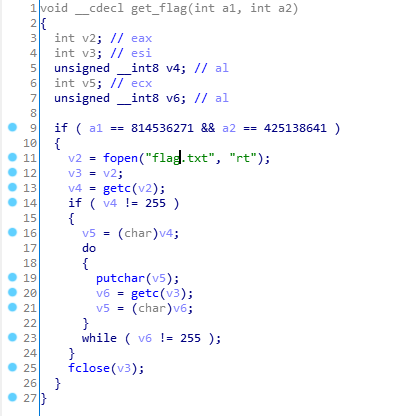 1 void __cdecl get_flag(int a1, int a2)
2 {
3   int v2; // eax
4   int v3; // esi
5   unsigned __int8 v4; // al
6   int v5; // ecx
7   unsigned __int8 v6; // al
8
9   if ( a1 == 814536271 && a2 == 425138641 )
10   {
11     v2 = fopen("flag.txt", "rt");
12     v3 = v2;
13     v4 = getc(v2);
14     if ( v4 != 255 )
15     {
16       v5 = (char)v4;
17       do
18       {
19         putchar(v5);
20         v6 = getc(v3);
21         v5 = (char)v6;
22       }
23       while ( v6 != 255 );
24     }
25     fclose(v3);
26   }
27 }